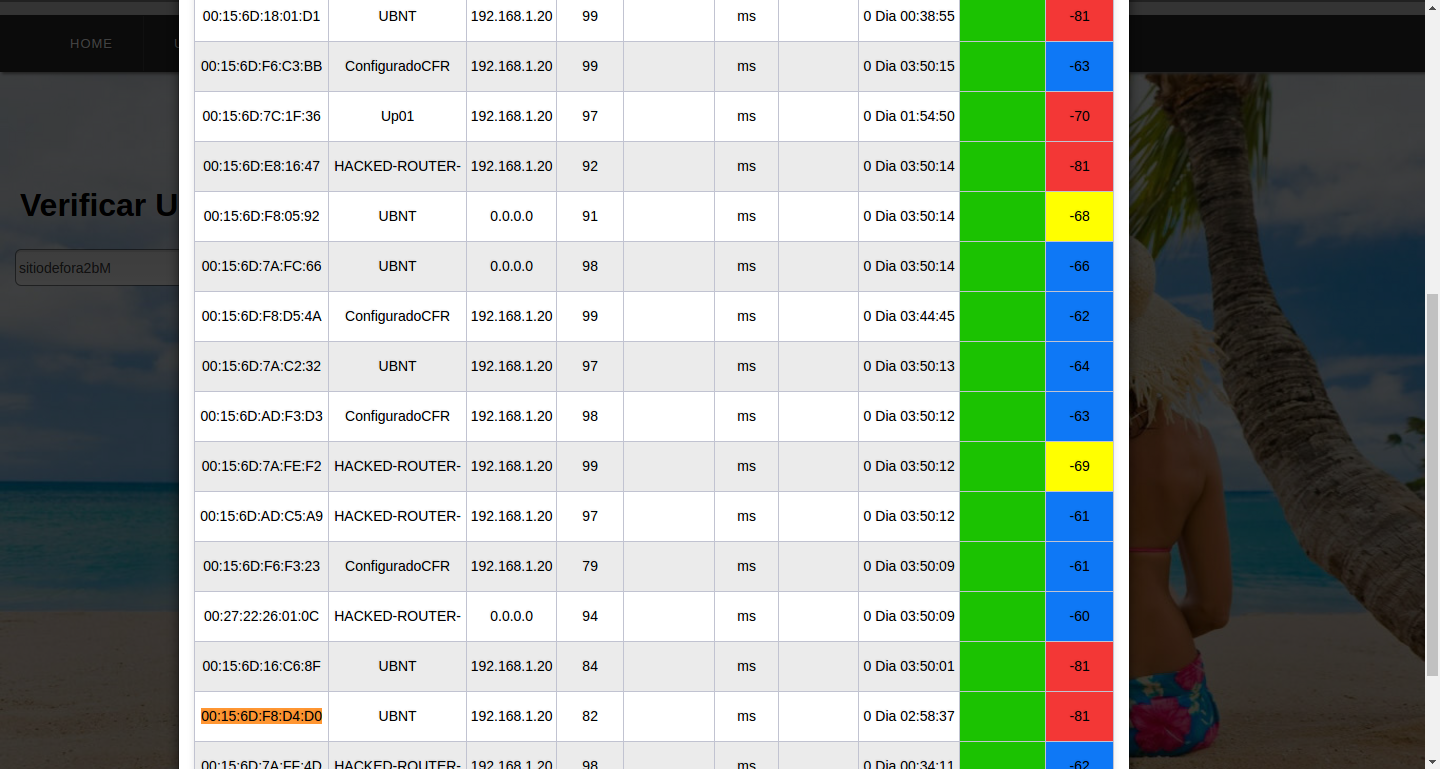 HOME
Verificar U
sitiodefora2bM
00:15:6D:18:01:D1 UBNT 192.168.1.20 99 ms 0 Dia 00:38:55 -81
00:15:6D:F6:C3:BB ConfiguradoCFR 192.168.1.20 99 ms 0 Dia 03:50:15 -63
00:15:6D:7C:1F:36 Up01 192.168.1.20 97 ms 0 Dia 01:54:50 -70
00:15:6D:E8:16:47 HACKED-ROUTER- 192.168.1.20 92 ms 0 Dia 03:50:14 -81
00:15:6D:F8:05:92 UBNT 0.0.0.0 91 ms 0 Dia 03:50:14 -68
00:15:6D:7A:FC:66 UBNT 0.0.0.0 98 ms 0 Dia 03:50:14 -66
00:15:6D:F8:D5:4A ConfiguradoCFR 192.168.1.20 99 ms 0 Dia 03:44:45 -62
00:15:6D:7A:C2:32 UBNT 192.168.1.20 97 ms 0 Dia 03:50:13 -64
00:15:6D:AD:F3:D3 ConfiguradoCFR 192.168.1.20 98 ms 0 Dia 03:50:12 -63
00:15:6D:7A:FE:F2 HACKED-ROUTER- 192.168.1.20 99 ms 0 Dia 03:50:12 -69
00:15:6D:AD:C5:A9 HACKED-ROUTER- 192.168.1.20 97 ms 0 Dia 03:50:12 -61
00:15:6D:F6:F3:23 ConfiguradoCFR 192.168.1.20 79 ms 0 Dia 03:50:09 -61
00:27:22:26:01:0C HACKED-ROUTER- 0.0.0.0 94 ms 0 Dia 03:50:09 -60
00:15:6D:16:C6:8F UBNT 192.168.1.20 84 ms 0 Dia 03:50:01 -81
00:15:6D:F8:D4:D0 UBNT 192.168.1.20 82 ms 0 Dia 02:58:37 -81
00:15:6D:7A:FF:4D HACKED-ROUTER- 192.168.1.20 98 ms 0 Dia 00:34:11 -62